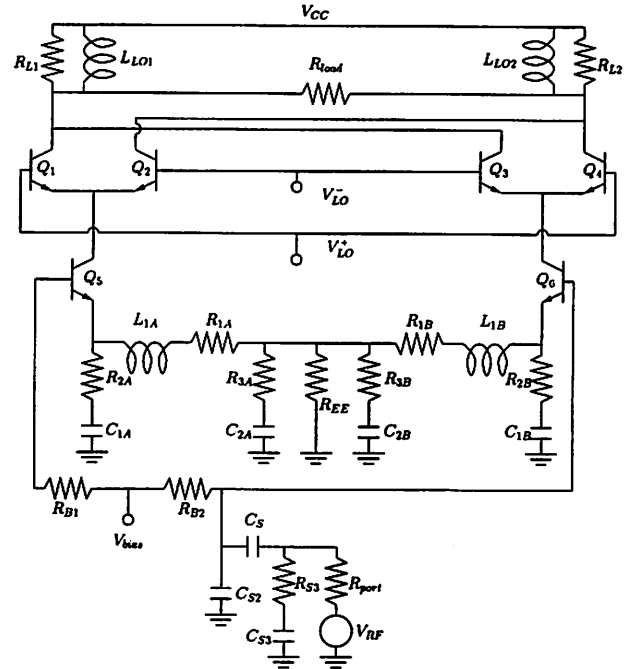 V_CC
R_L1
L_LO1
R_load
L_LO2
R_L2
Q_1
Q_2
Q_3
Q_4
V_LO^-
V_LO^+
Q_5
Q_6
L_1A
R_1A
R_1B
L_1B
R_2A
R_3A
R_EE
R_3B
R_2B
C_1A
C_2A
C_2B
C_1B
R_B1
R_B2
V_bias
C_S
C_S2
R_S3
R_port
C_S3
V_RF